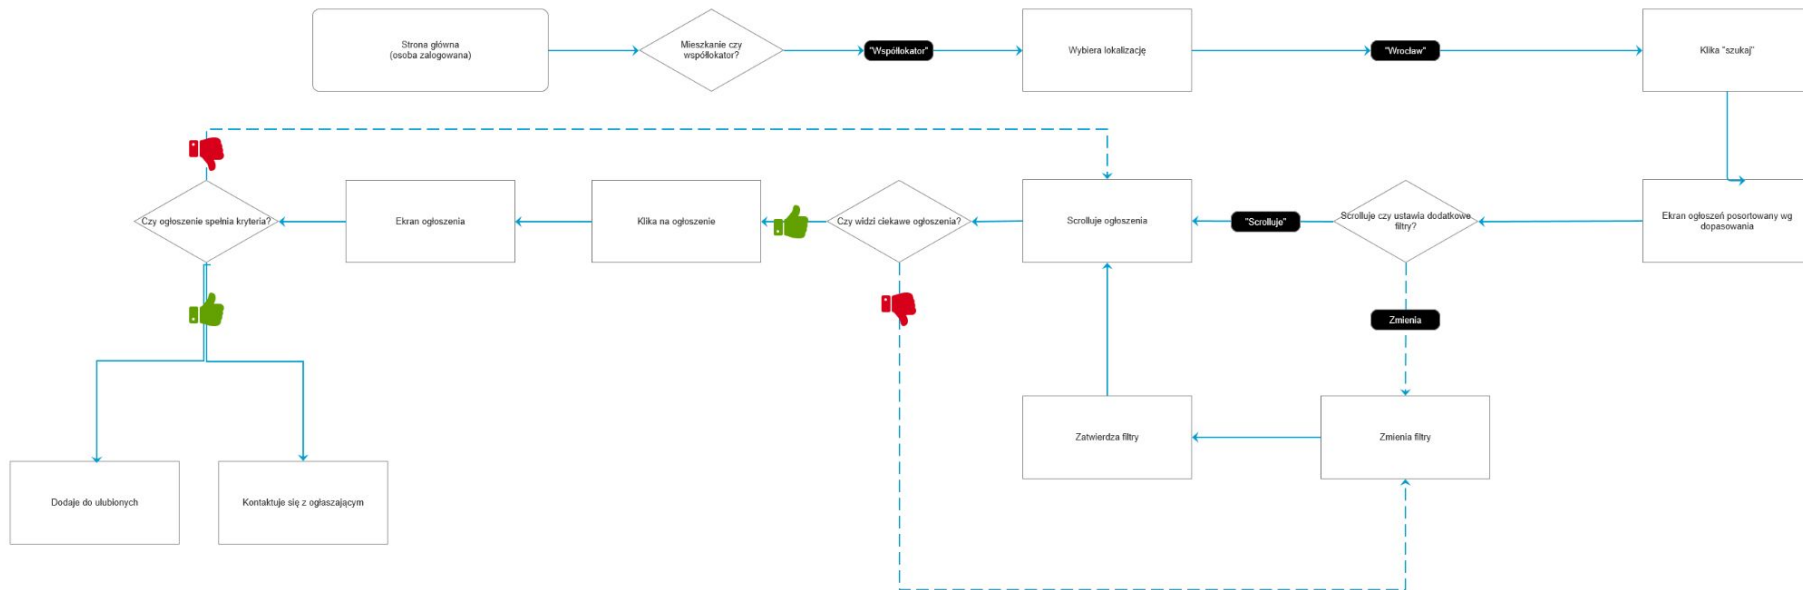 Strona główna
(osoba zalogowana)
Mieszkanie czy
współlokator?
"Współlokator"
Wybiera lokalizację
"Wrocław"
Klika "szukaj"
Czy ogłoszenie spełnia kryteria?
Ekran ogłoszenia
Klika na ogłoszenie
Czy widzi ciekawe ogłoszenia?
Scrolluje ogłoszenia
"Scrolluje"
Scrolluje czy ustawia dodatkowe
filtry?
Ekran ogłoszeń posortowany wg
dopasowania
Zmienia
Zatwierdza filtry
Zmienia filtry
Dodaje do ulubionych
Kontaktuje się z ogłaszającym